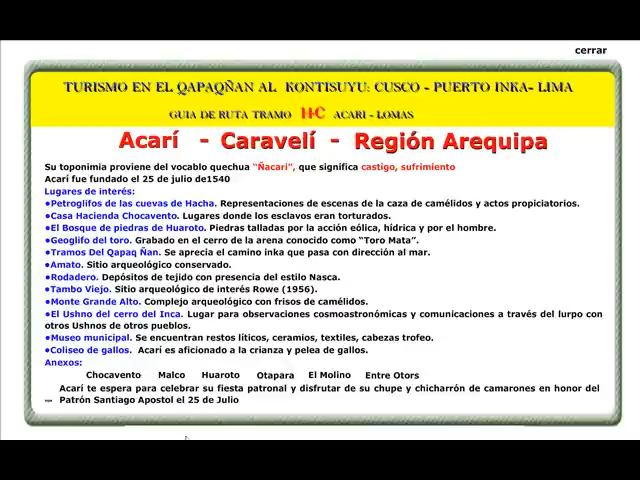 cerrar
TURISMO EN EL QAPAQÑAN AL KONTISUYU: CUSCO - PUERTO INKA- LIMA
GUIA DE RUTA TRAMO 11-C ACARI - LOMAS
Acarí - Caravelí - Región Arequipa
Su toponimia proviene del vocablo quechua “Ñacari”, que significa castigo, sufrimiento
Acarí fue fundado el 25 de julio de1540
Lugares de interés:
●Petroglifos de las cuevas de Hacha. Representaciones de escenas de la caza de camélidos y actos propiciatorios.
●Casa Hacienda Chocavento. Lugares donde los esclavos eran torturados.
●El Bosque de piedras de Huaroto. Piedras talladas por la acción eólica, hídrica y por el hombre.
●Geoglifo del toro. Grabado en el cerro de la arena conocido como “Toro Mata”.
●Tramos Del Qapaq Ñan. Se aprecia el camino inka que pasa con dirección al mar.
●Amato. Sitio arqueológico conservado.
●Rodadero. Depósitos de tejido con presencia del estilo Nasca.
●Tambo Viejo. Sitio arqueológico de interés Rowe (1956).
●Monte Grande Alto. Complejo arqueológico con frisos de camélidos.
●El Ushno del cerro del Inca. Lugar para observaciones cosmoastronómicas y comunicaciones a través del lurpo con
otros Ushnos de otros pueblos.
●Museo municipal. Se encuentran restos líticos, ceramios, textiles, cabezas trofeo.
●Coliseo de gallos. Acarí es aficionado a la crianza y pelea de gallos.
Anexos:
Chocavento Malco Huaroto Otapara El Molino Entre Otors
Acarí te espera para celebrar su fiesta patronal y disfrutar de su chupe y chicharrón de camarones en honor del
Patrón Santiago Apostol el 25 de Julio